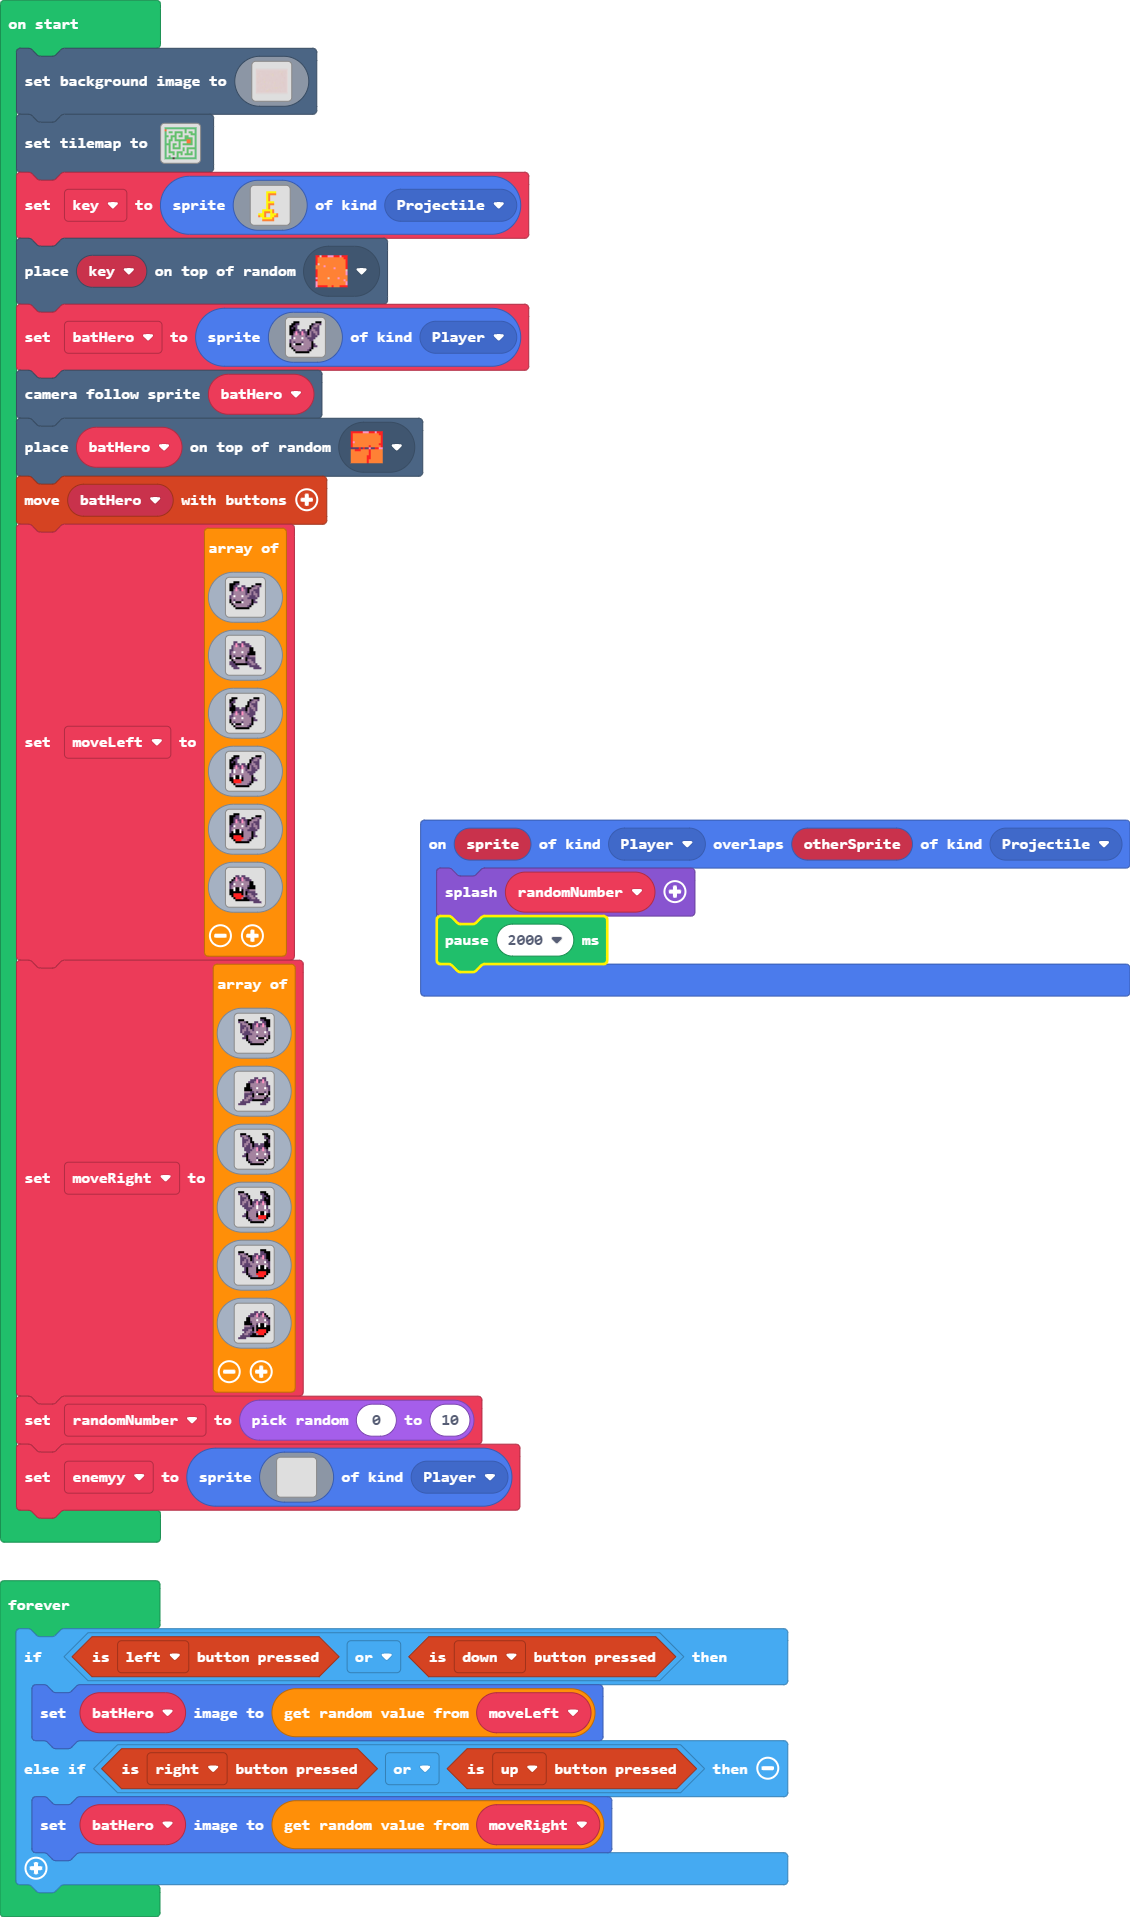 on start
set background image to
set tilemap to
set key to sprite of kind Projectile
place key on top of random
set batHero to sprite of kind Player
camera follow sprite batHero
place batHero on top of random
move batHero with buttons
array of
set moveLeft to
array of
set moveRight to
set randomNumber to pick random 0 to 10
set enemyy to sprite of kind Player
on sprite of kind Player overlaps otherSprite of kind Projectile
splash randomNumber
pause 2000 ms
forever
if is left button pressed or is down button pressed then
set batHero image to get random value from moveLeft
else if is right button pressed or is up button pressed then
set batHero image to get random value from moveRight